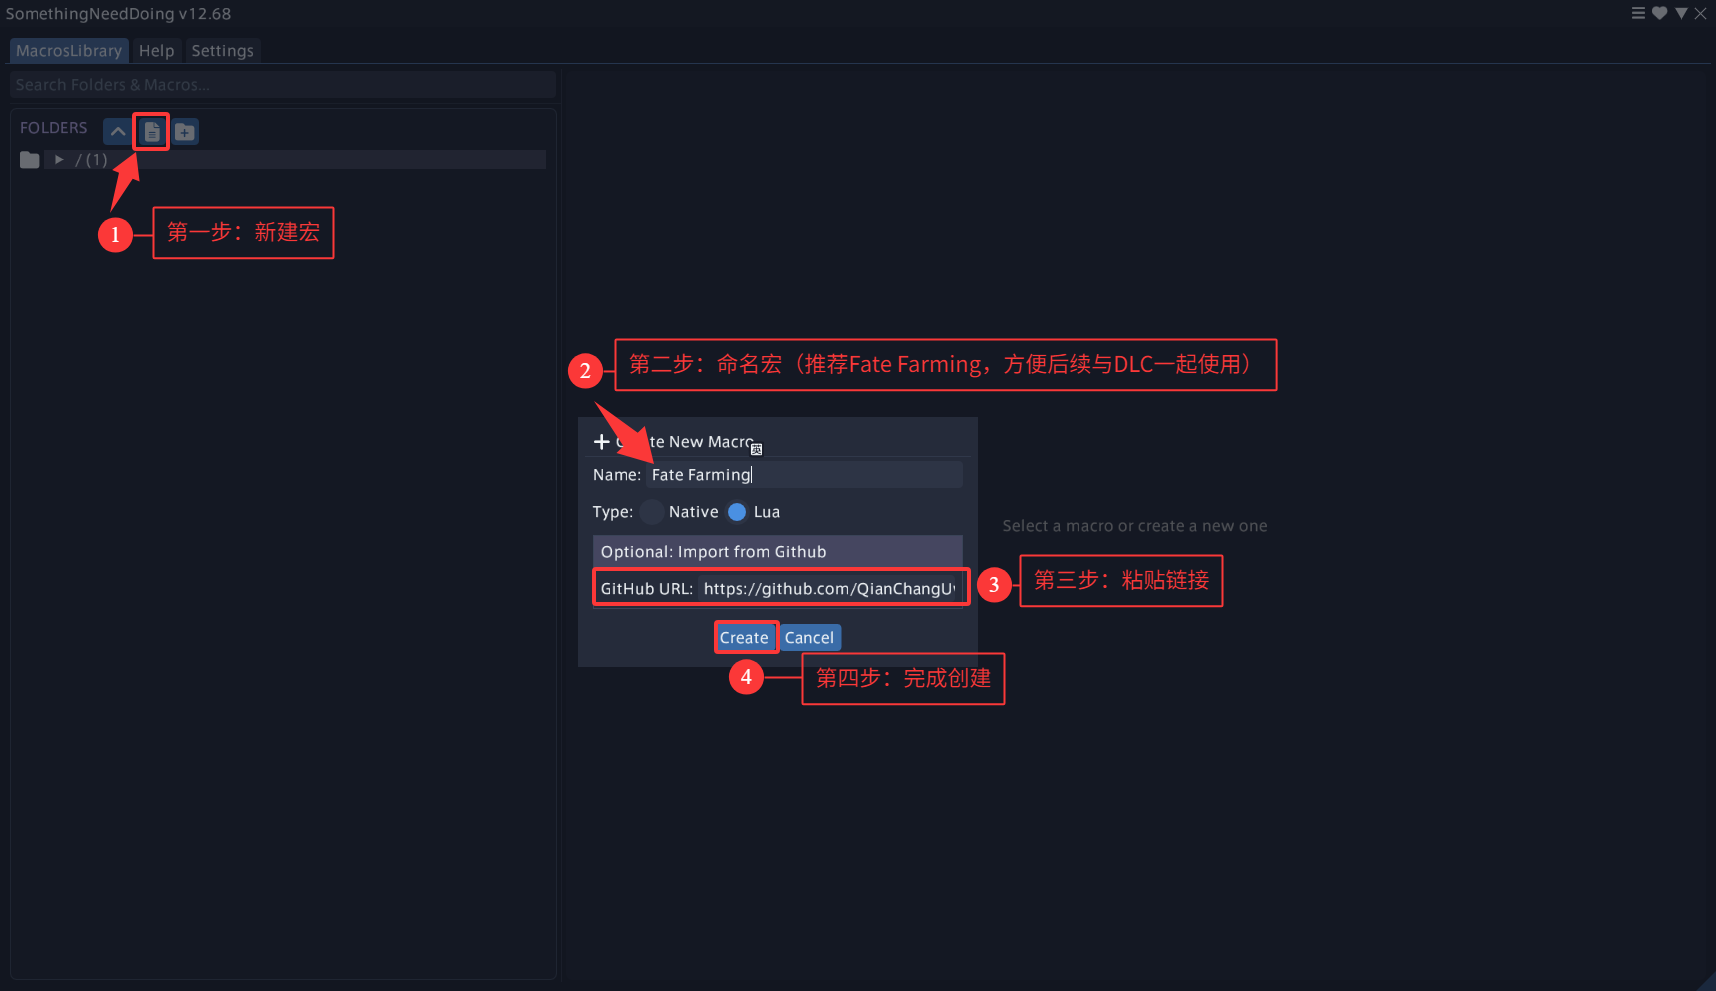 SomethingNeedDoing v12.68
MacrosLibrary Help Settings
Search Folders & Macros...
FOLDERS
/ (1)
1 第一步：新建宏
2 第二步：命名宏（推荐Fate Farming，方便后续与DLC一起使用）
te New Macro
英
Name: Fate Farming
Type: Native Lua
Select a macro or create a new one
Optional: Import from Github
GitHub URL: https://github.com/QianChangU
3 第三步：粘贴链接
Create Cancel
4 第四步：完成创建